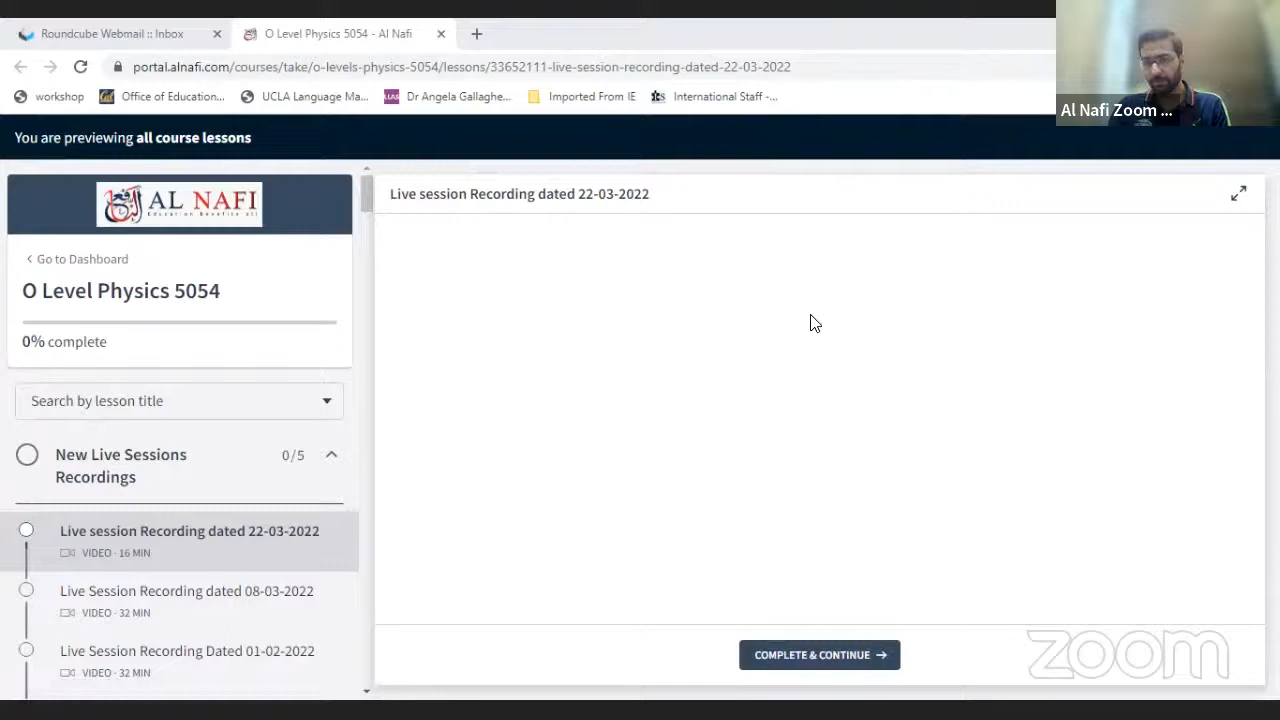 Roundcube Webmail :: Inbox
O Level Physics 5054 - Al Nafi
portal.alnafi.com/courses/take/o-levels-physics-5054/lessons/33652111-live-session-recording-dated-22-03-2022
workshop
Office of Education...
UCLA Language Ma...
LLAS
Dr Angela Gallaghe...
Imported From IE
International Staff -...
Al Nafi Zoom ...
You are previewing all course lessons
AL NAFI
Education Benefits all
Live session Recording dated 22-03-2022
Go to Dashboard
O Level Physics 5054
0% complete
Search by lesson title
New Live Sessions
Recordings
0/5
Live session Recording dated 22-03-2022
VIDEO · 16 MIN
Live Session Recording dated 08-03-2022
VIDEO · 32 MIN
Live Session Recording Dated 01-02-2022
VIDEO · 32 MIN
COMPLETE & CONTINUE →
zoom